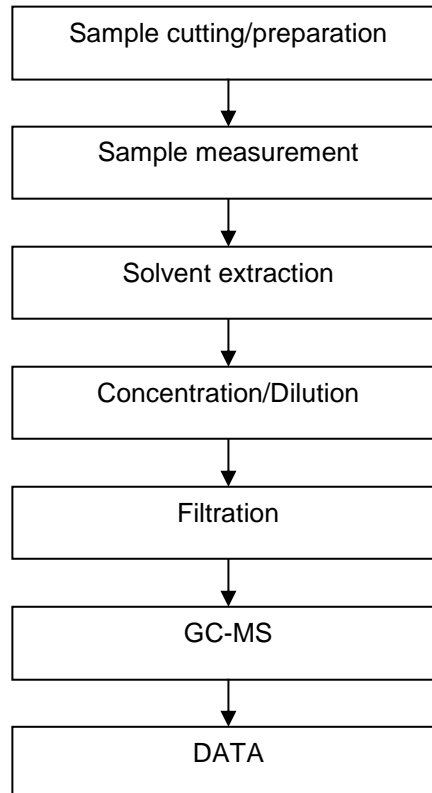 Sample cutting/preparation
Sample measurement
Solvent extraction
Concentration/Dilution
Filtration
GC-MS
DATA